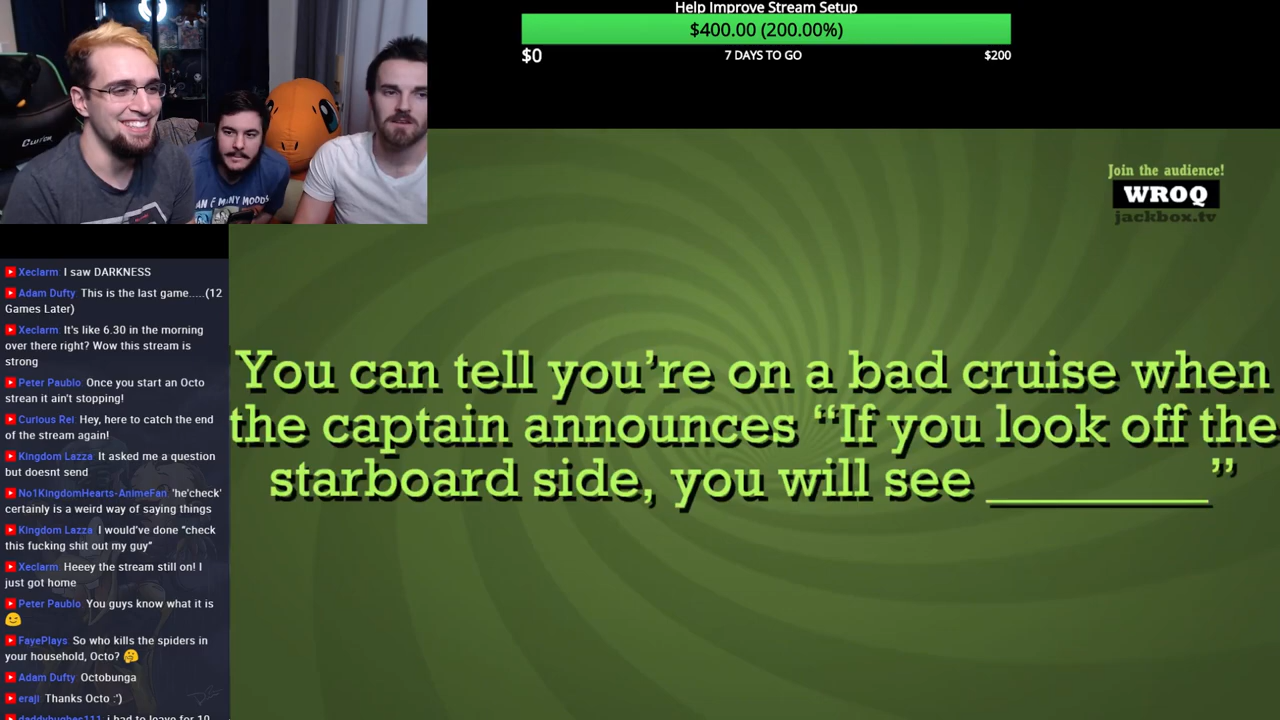 Help Improve Stream Setup
$400.00 (200.00%)
$0
7 DAYS TO GO
$200
Join the audience!
WROQ
jackbox.tv
You can tell you’re on a bad cruise when
the captain announces “If you look off the
starboard side, you will see _________”
Xeclarm I saw DARKNESS
Adam Dufty This is the last game.....(12
Games Later)
Xeclarm It's like 6.30 in the morning
over there right? Wow this stream is
strong
Peter Paublo Once you start an Octo
strean it ain't stopping!
Curious Rei Hey, here to catch the end
of the stream again!
Kingdom Lazza It asked me a question
but doesnt send
No1KingdomHearts-AnimeFan 'he'check'
certainly is a weird way of saying things
Kingdom Lazza I would've done “check
this fucking shit out my guy”
Xeclarm Heeey the stream still on! I
just got home
Peter Paublo You guys know what it is
FayePlays So who kills the spiders in
your household, Octo?
Adam Dufty Octobunga
eraji Thanks Octo :')
daddyhughes111 i had to leave for 10